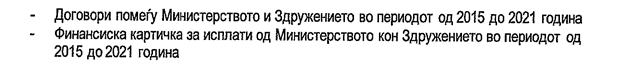 - Договори помеѓу Министерството и Здружението во периодот од 2015 до 2021 година
- Финансиска картичка за исплати од Министерството кон Здружението во периодот од
2015 до 2021 година